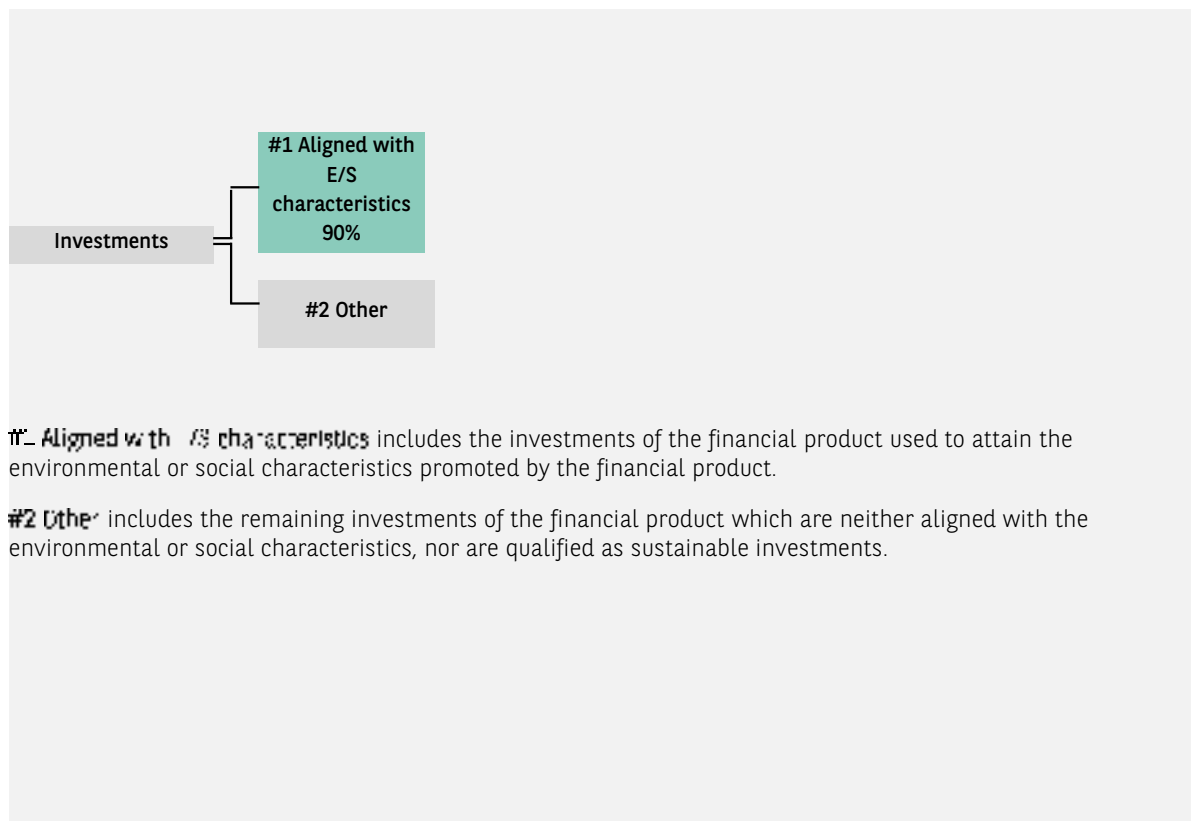 #1 Aligned with
E/S
characteristics
90%
Investments
#2 Other
Aligned with characteristics includes the investments of the financial product used to attain the
environmental or social characteristics promoted by the financial product.
#2 Other includes the remaining investments of the financial product which are neither aligned with the
environmental or social characteristics, nor are qualified as sustainable investments.